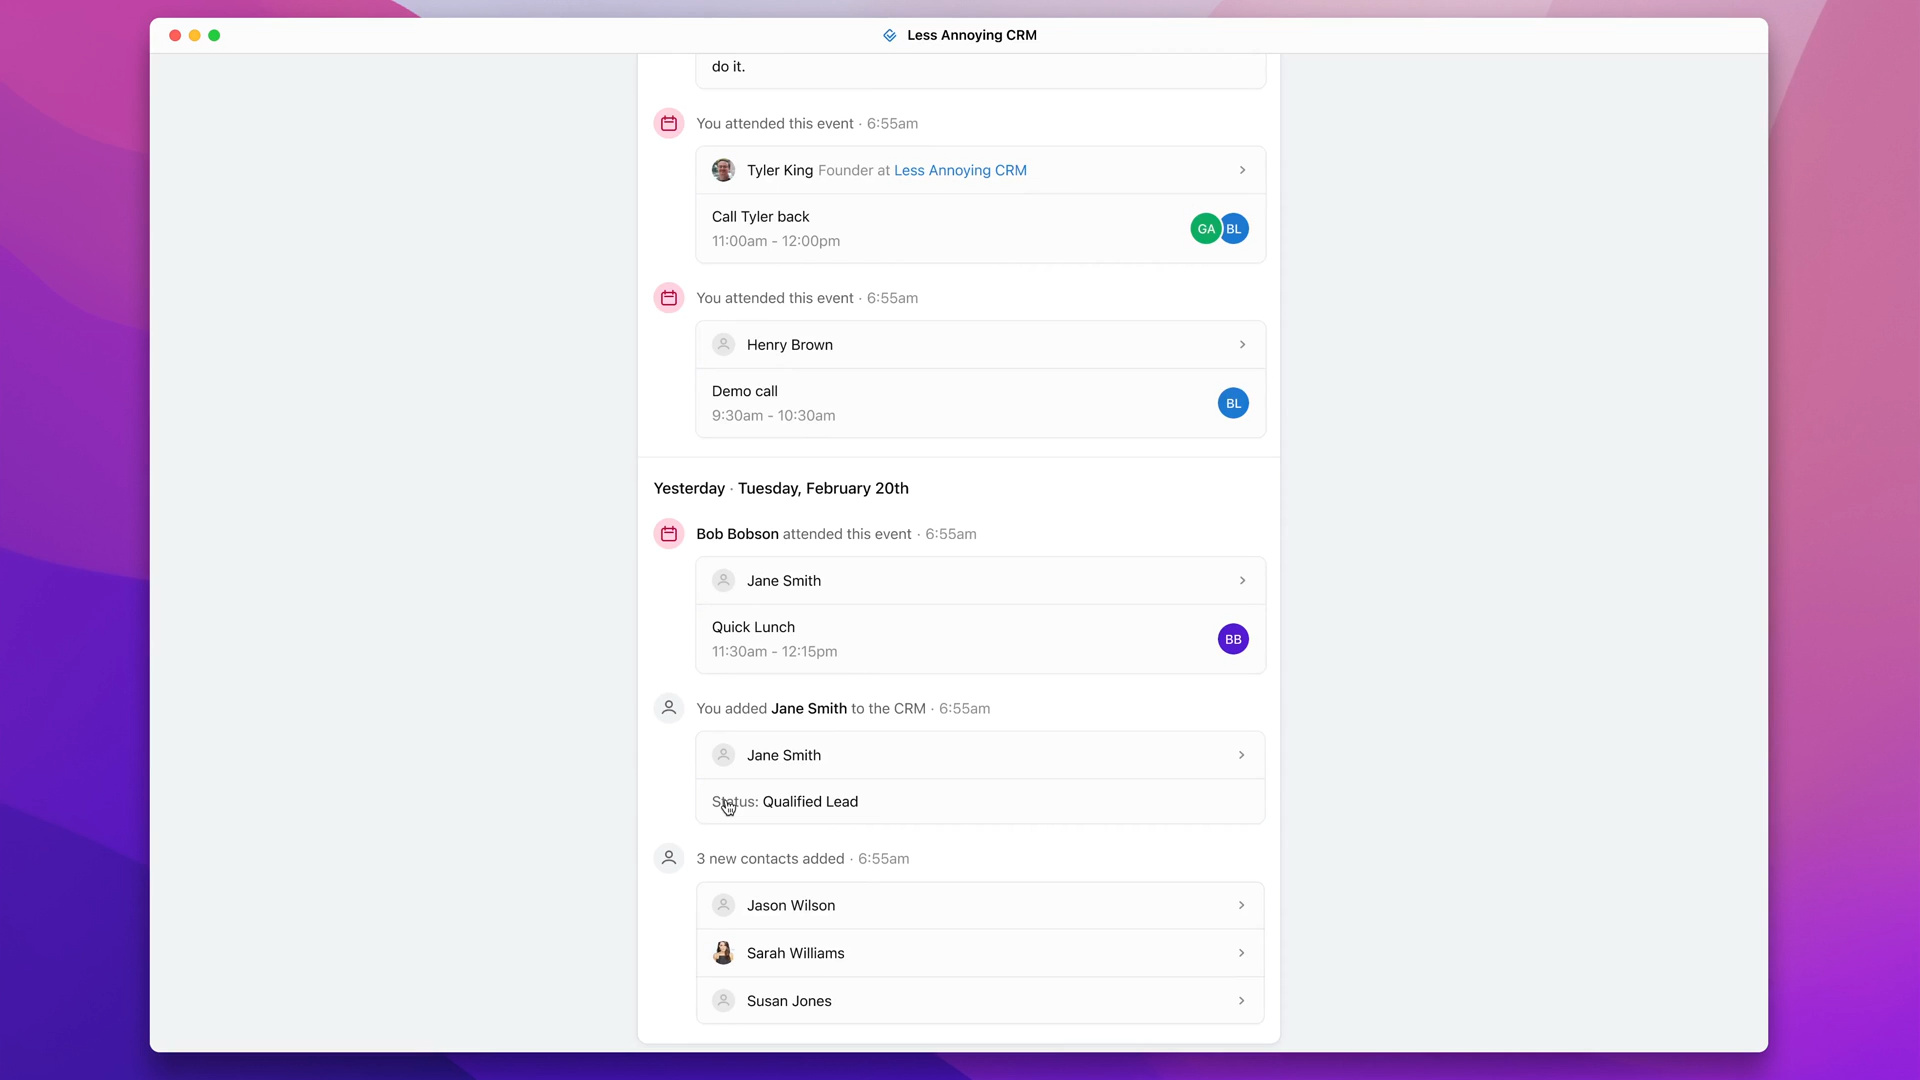 Less Annoying CRM
do it.
You attended this event · 6:55am
Tyler King Founder at Less Annoying CRM
Call Tyler back
11:00am - 12:00pm
GA BL
You attended this event · 6:55am
Henry Brown
Demo call
9:30am - 10:30am
BL
Yesterday · Tuesday, February 20th
Bob Bobson attended this event · 6:55am
Jane Smith
Quick Lunch
11:30am - 12:15pm
BB
You added Jane Smith to the CRM · 6:55am
Jane Smith
Status: Qualified Lead
3 new contacts added · 6:55am
Jason Wilson
Sarah Williams
Susan Jones